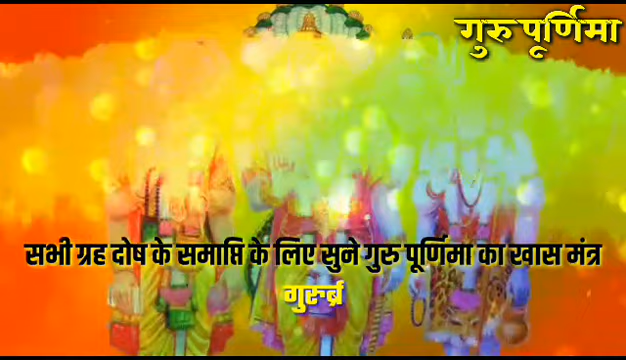 गुरु पूर्णिमा
सभी ग्रह दोष के समाप्ति के लिए सुने गुरु पूर्णिमा का खास मंत्र
गुरुर्ब्र